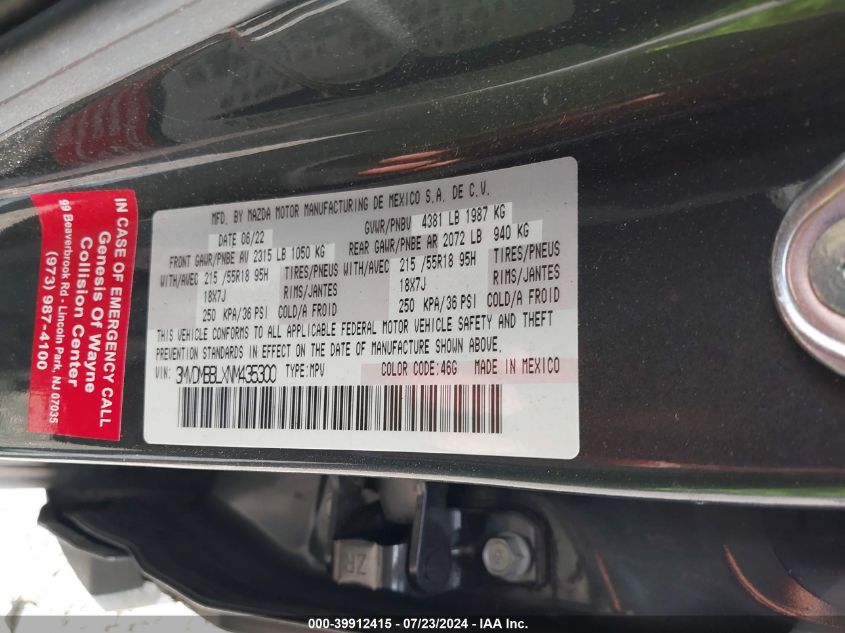 IN CASE OF EMERGENCY CALL
Genesis Of Wayne
Collision Center
99 Beaverbrook Rd • Lincoln Park, NJ 07035
(973) 987-4100
MFD. BY MAZDA MOTOR MANUFACTURING DE MEXICO S.A. DE C.V.
DATE 06/22 GVWR/PNBV 4381 LB 1987 KG
FRONT GAWR/PNBE AV 2315 LB 1050 KG REAR GAWR/PNBE AR 2072 LB 940 KG
WITH/AVEC 215 /55R18 95H TIRES/PNEUS WITH/AVEC 215 /55R18 95H TIRES/PNEUS
18X7J RIMS/JANTES 18X7J RIMS/JANTES
250 KPA/36 PSI COLD/A FROID 250 KPA/36 PSI COLD/A FROID
THIS VEHICLE CONFORMS TO ALL APPLICABLE FEDERAL MOTOR VEHICLE SAFETY AND THEFT
PREVENTION STANDARDS IN EFFECT ON THE DATE OF MANUFACTURE SHOWN ABOVE.
VIN: 3MVDMBBLXNM435300 TYPE: MPV COLOR CODE: 46G MADE IN MEXICO
ZR
000-39912415 - 07/23/2024 - IAA Inc.